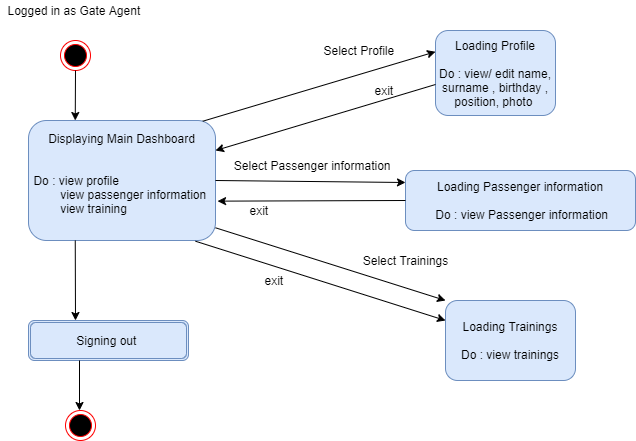 Logged in as Gate Agent
Select Profile
Loading Profile
Do : view/ edit name,
surname , birthday ,
position, photo
exit
Displaying Main Dashboard
Do : view profile
view passenger information
view training
Select Passenger information
Loading Passenger information
Do : view Passenger information
exit
Select Trainings
exit
Loading Trainings
Do : view trainings
Signing out